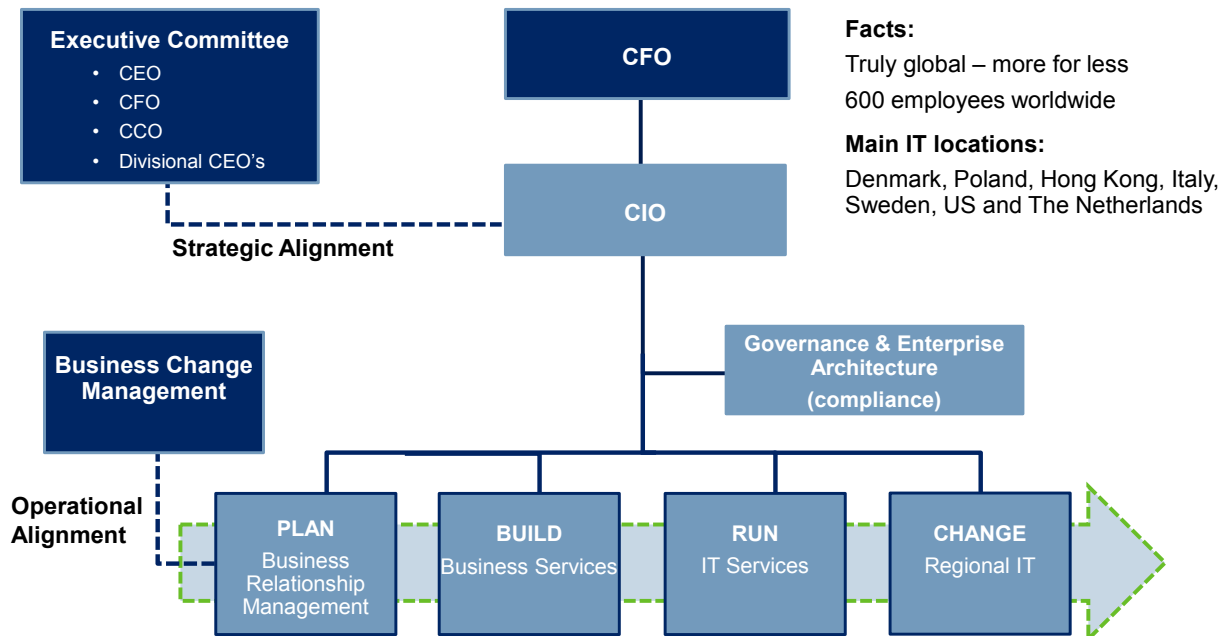 Executive Committee
• CEO
• CFO
• CCO
• Divisional CEO's
CFO
Facts:
Truly global – more for less
600 employees worldwide
Main IT locations:
Denmark, Poland, Hong Kong, Italy,
Sweden, US and The Netherlands
CIO
Strategic Alignment
Business Change
Management
Governance & Enterprise
Architecture
(compliance)
Operational
Alignment
PLAN
Business
Relationship
Management
BUILD
Business Services
RUN
IT Services
CHANGE
Regional IT